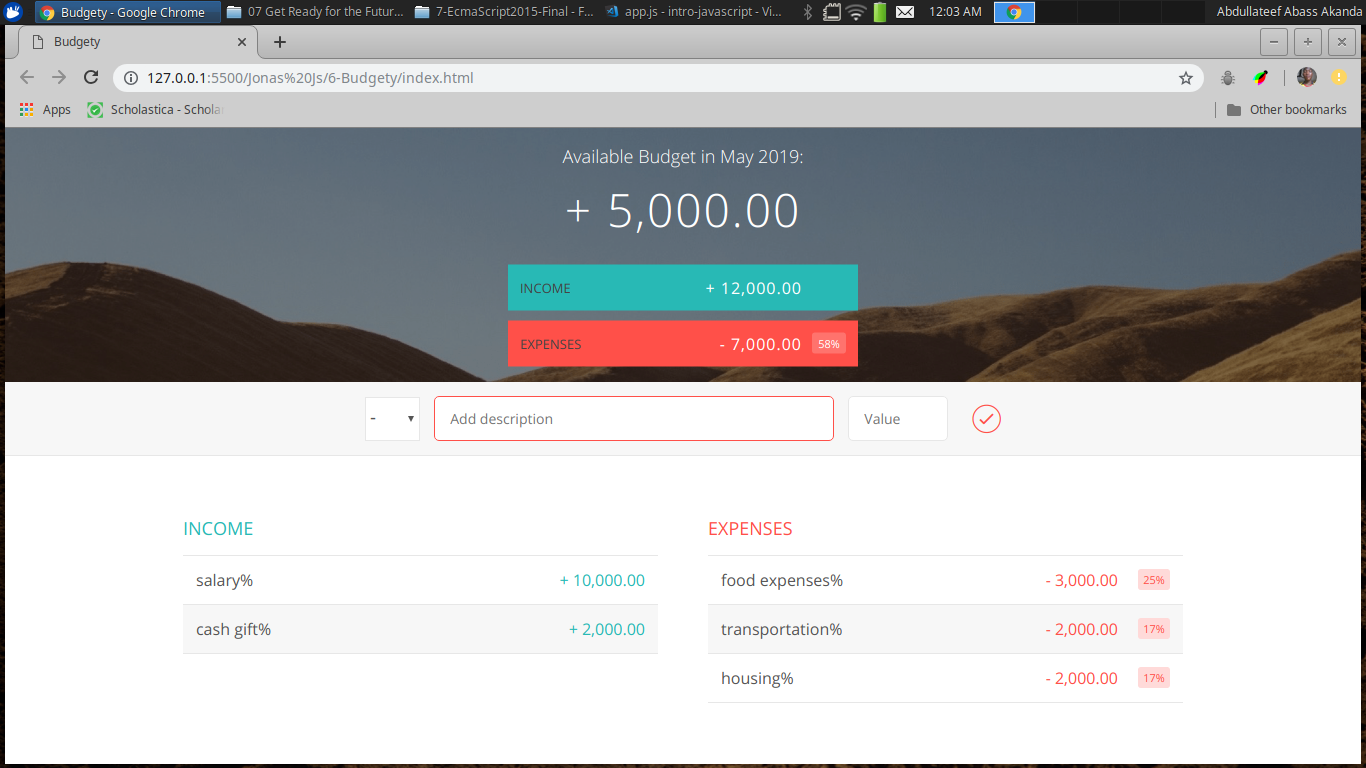 Budgety - Google Chrome 07 Get Ready for the Futur... 7-EcmaScript2015-Final - F... app.js - intro-javascript - Vi... 12:03 AM Abdullateef Abass Akanda
Budgety
127.0.0.1:5500/Jonas%20Js/6-Budgety/index.html
Apps Scholastica - Schola Other bookmarks
Available Budget in May 2019:
+ 5,000.00
INCOME + 12,000.00
EXPENSES - 7,000.00 58%
- Add description Value
INCOME EXPENSES
salary% + 10,000.00 food expenses% - 3,000.00 25%
cash gift% + 2,000.00 transportation% - 2,000.00 17%
housing% - 2,000.00 17%